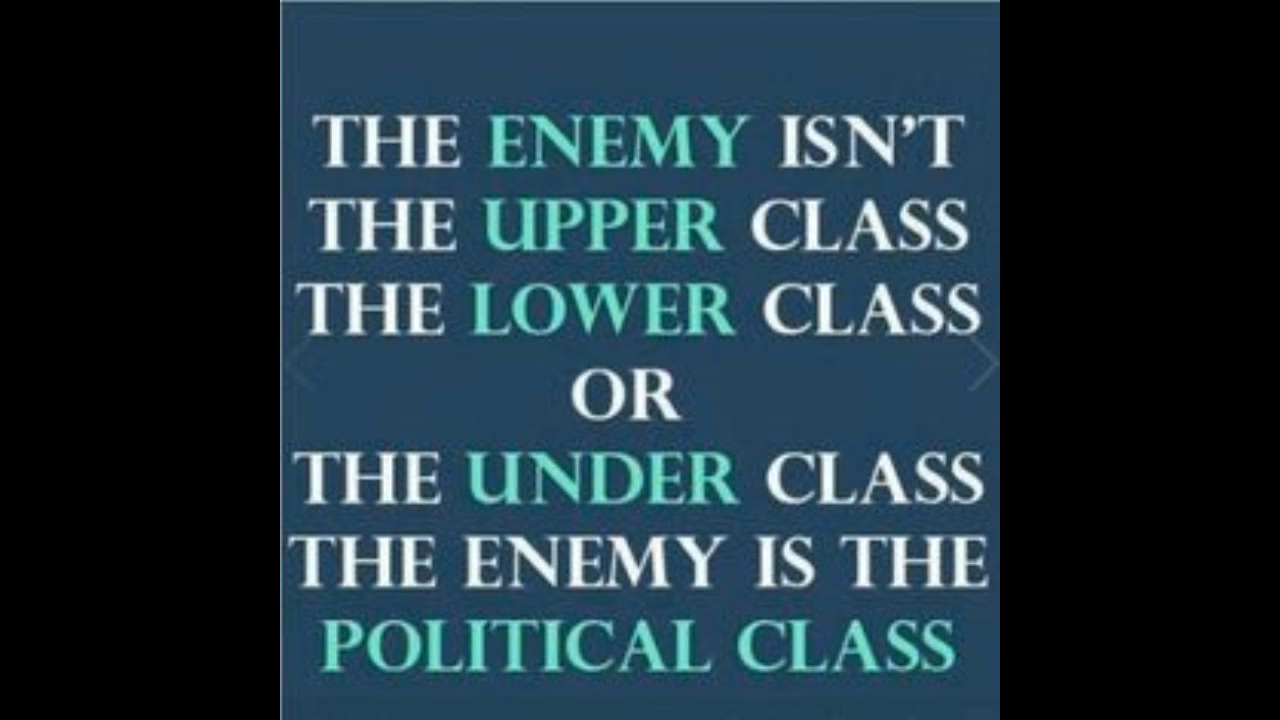 THE ENEMY ISN'T
THE UPPER CLASS
THE LOWER CLASS
OR
THE UNDER CLASS
THE ENEMY IS THE
POLITICAL CLASS